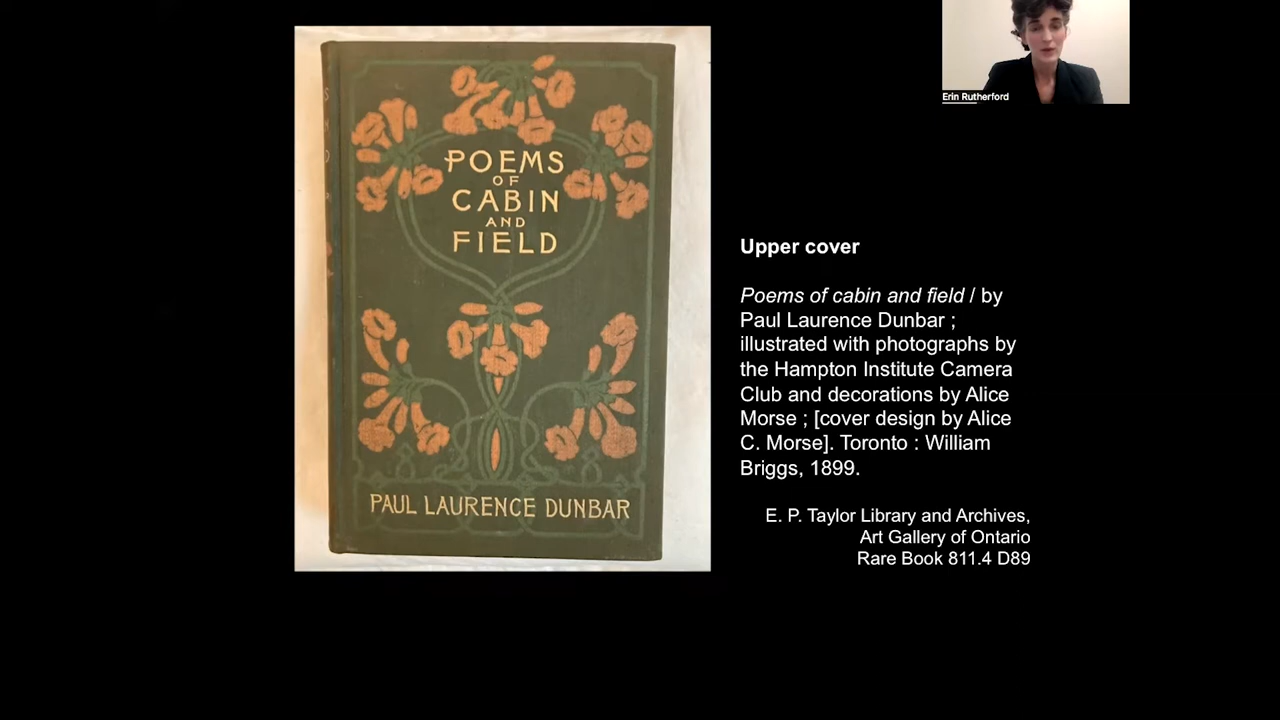 POEMS
OF
CABIN
AND
FIELD
PAUL LAURENCE DUNBAR
Erin Rutherford
Upper cover
Poems of cabin and field / by
Paul Laurence Dunbar ;
illustrated with photographs by
the Hampton Institute Camera
Club and decorations by Alice
Morse ; [cover design by Alice
C. Morse]. Toronto : William
Briggs, 1899.
E. P. Taylor Library and Archives,
Art Gallery of Ontario
Rare Book 811.4 D89